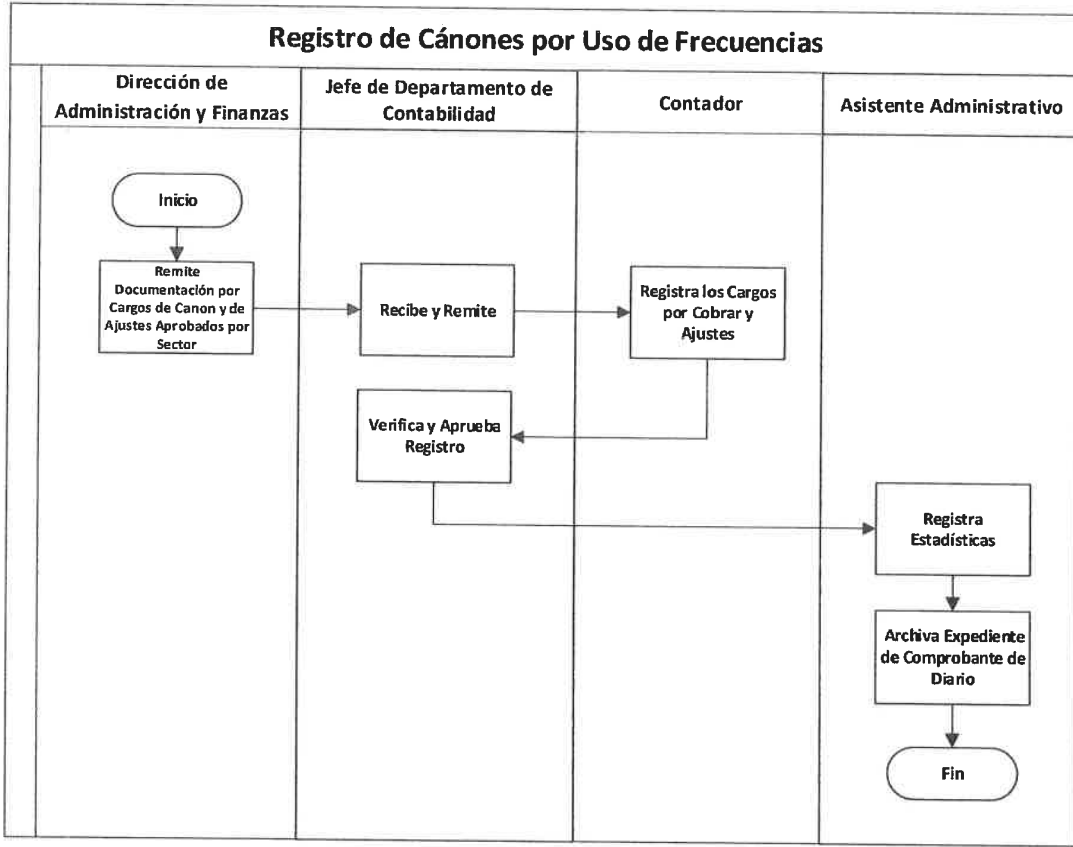 Registro de Cánones por Uso de Frecuencias
Dirección de
Administración y Finanzas
Jefe de Departamento de
Contabilidad
Contador
Asistente Administrativo
Inicio
Remite
Documentación por
Cargos de Canon y de
Ajustes Aprobados por
Sector
Recibe y Remite
Registra los Cargos
por Cobrar y
Ajustes
Verifica y Aprueba
Registro
Registra
Estadísticas
Archiva Expediente
de Comprobante de
Diario
Fin